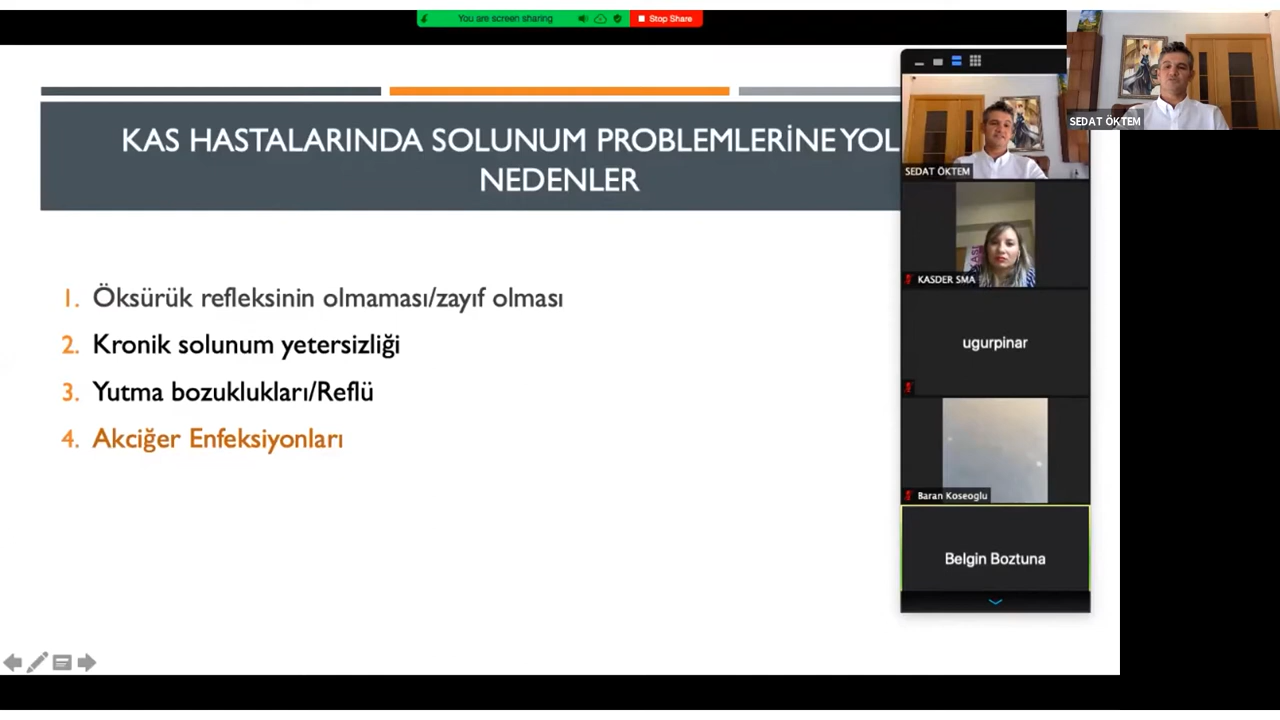 You are screen sharing
Stop Share
KAS HASTALARINDA SOLUNUM PROBLEMLERİNE YOL
NEDENLER
1. Öksürük refleksinin olmaması/zayıf olması
2. Kronik solunum yetersizliği
3. Yutma bozuklukları/Reflü
4. Akciğer Enfeksiyonları
SEDAT ÖKTEM
KASDER SMA
ugurpinar
Baran Koseoglu
Belgin Boztuna
SEDAT ÖKTEM